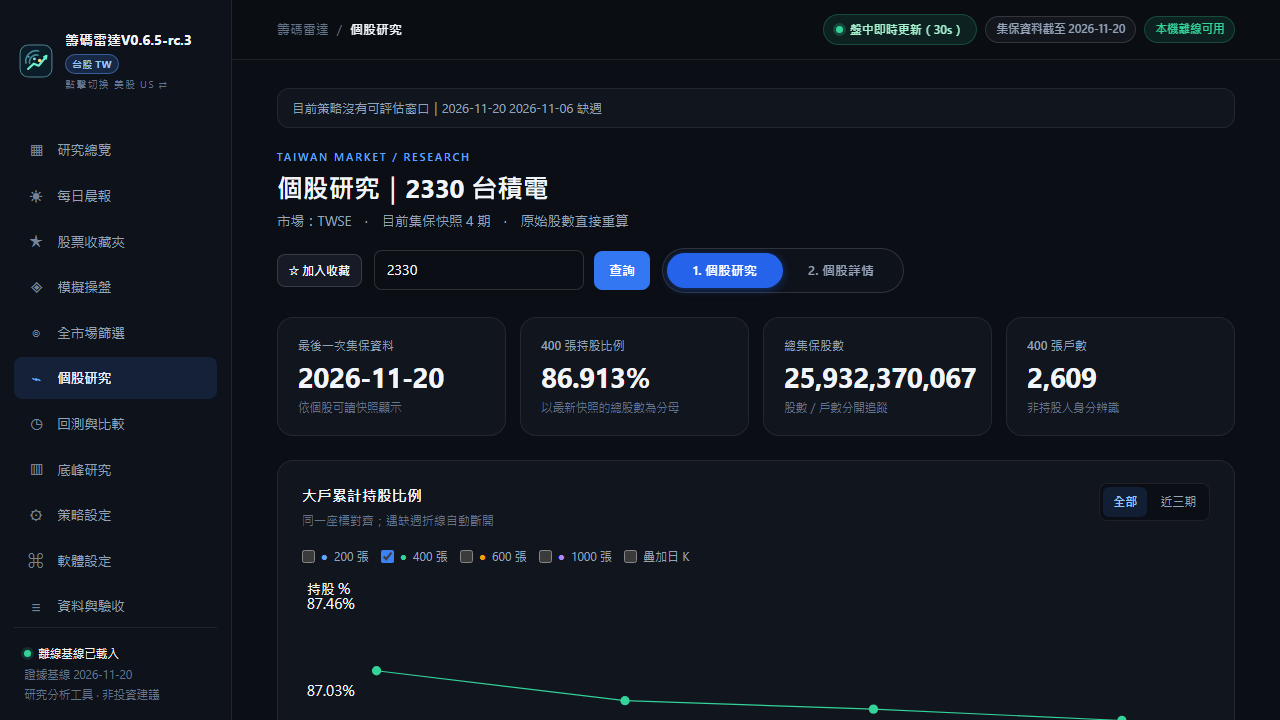 籌碼雷達V0.6.5-rc.3
台股 TW
點擊切換 美股 US ⇄
研究總覽
每日晨報
股票收藏夾
模擬操盤
全市場篩選
個股研究
回測與比較
底峰研究
策略設定
軟體設定
資料與驗收
離線基線已載入
證據基線 2026-11-20
研究分析工具 · 非投資建議
籌碼雷達 / 個股研究
盤中即時更新 ( 30s )
集保資料截至 2026-11-20
本機離線可用
目前策略沒有可評估窗口｜2026-11-20 2026-11-06 缺週
TAIWAN MARKET / RESEARCH
個股研究｜2330 台積電
市場：TWSE · 目前集保快照 4 期 · 原始股數直接重算
☆ 加入收藏
2330
查詢
1. 個股研究
2. 個股詳情
最後一次集保資料
2026-11-20
依個股可讀快照顯示
400 張持股比例
86.913%
以最新快照的總股數為分母
總集保股數
25,932,370,067
股數 / 戶數分開追蹤
400 張戶數
2,609
非持股人身分辨識
大戶累計持股比例
同一座標對齊；遇缺週折線自動斷開
全部
近三期
200 張
400 張
600 張
1000 張
疊加日 K
持股 %
87.46%
87.03%